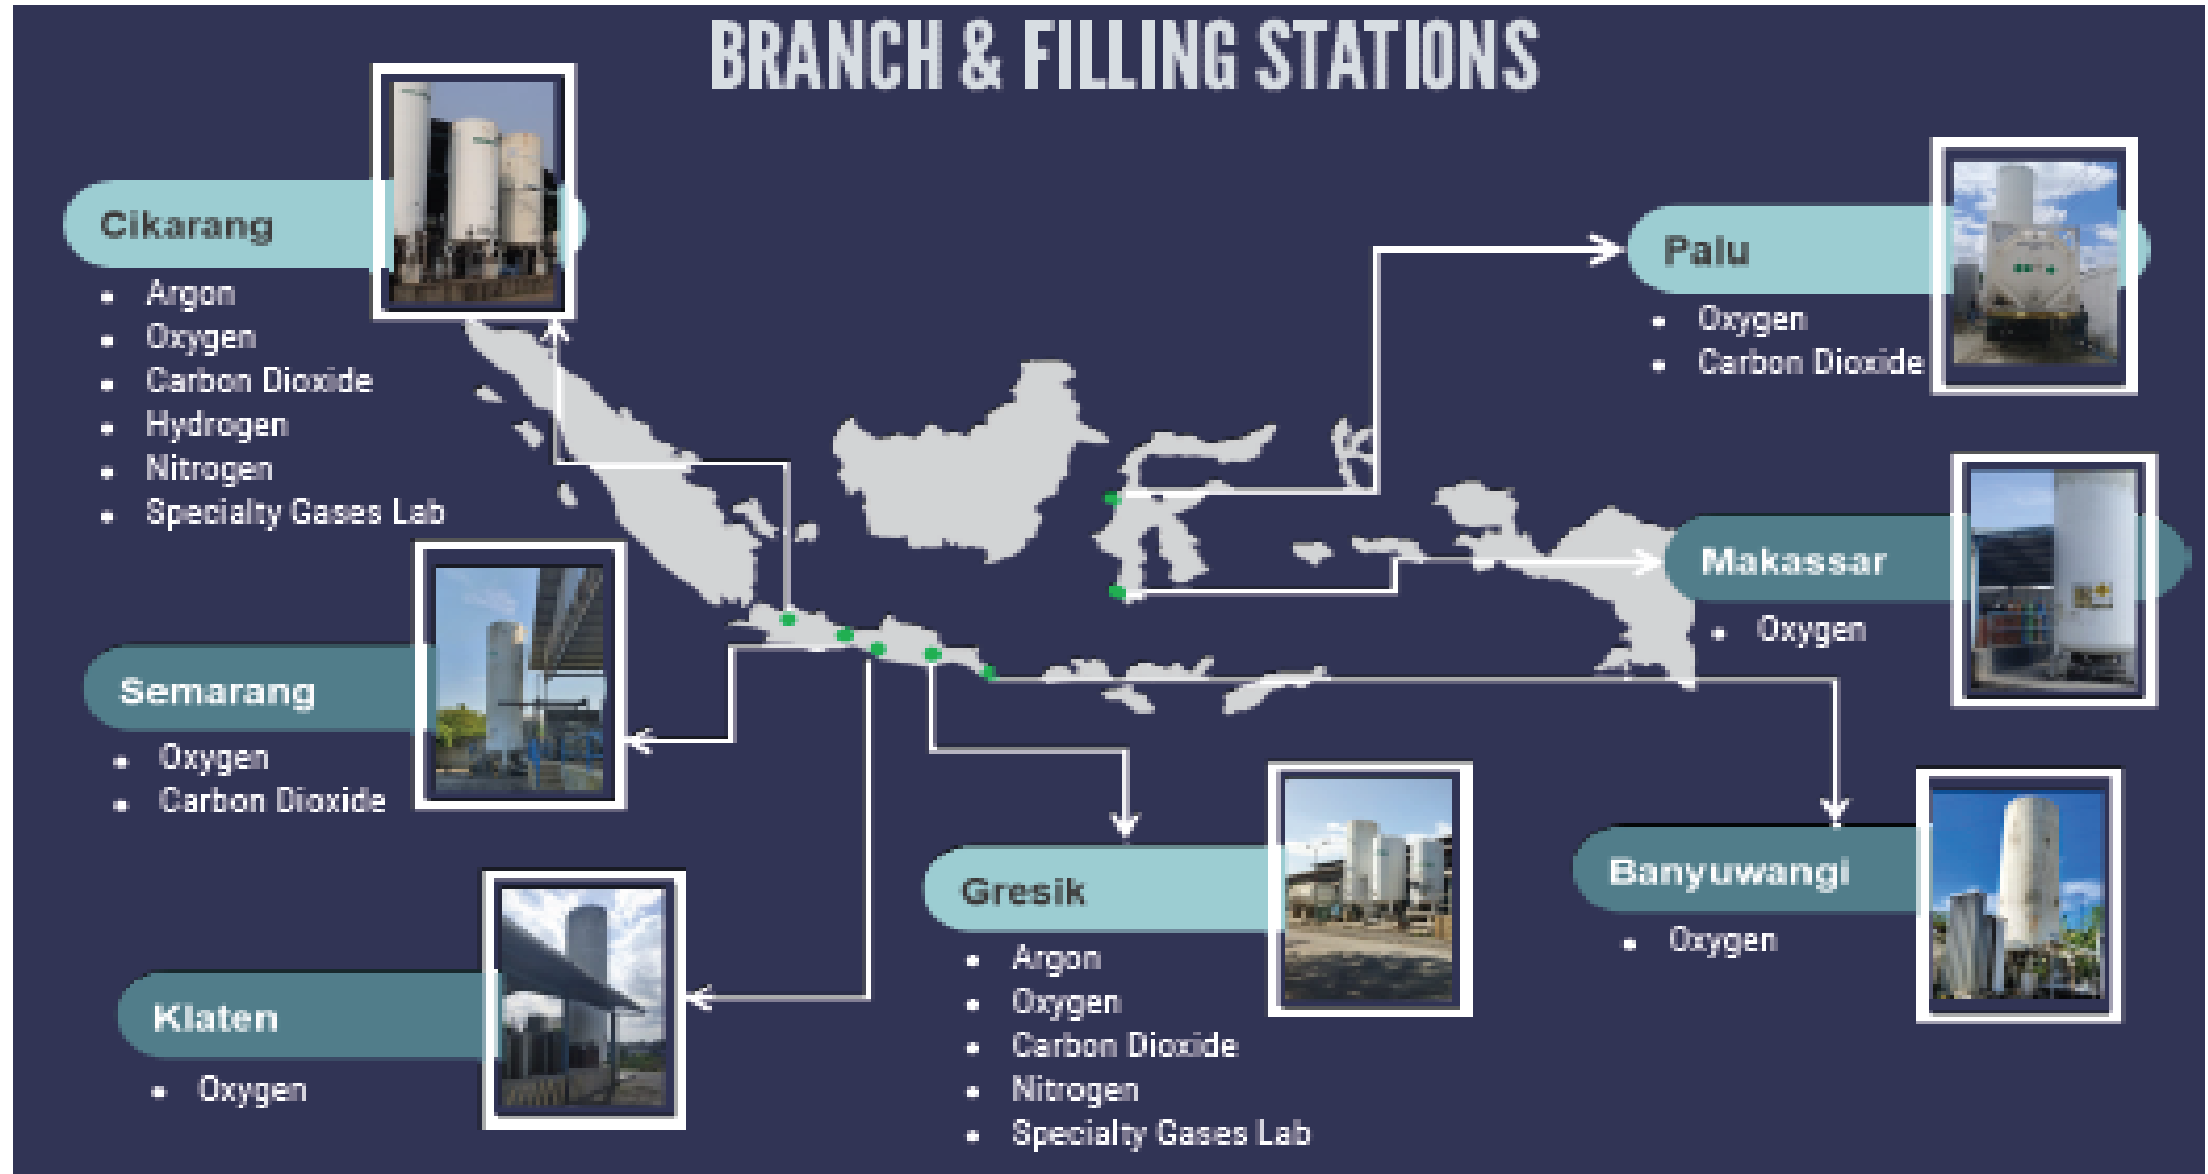 BRANCH & FILLING STATIONS
Cikarang
• Argon
• Oxygen
• Carbon Dioxide
• Hydrogen
• Nitrogen
• Specialty Gases Lab
Semarang
• Oxygen
• Carbon Dioxide
Klaten
• Oxygen
Gresik
• Argon
• Oxygen
• Carbon Dioxide
• Nitrogen
• Specialty Gases Lab
Palu
• Oxygen
• Carbon Dioxide
Makassar
• Oxygen
Banyuwangi
• Oxygen